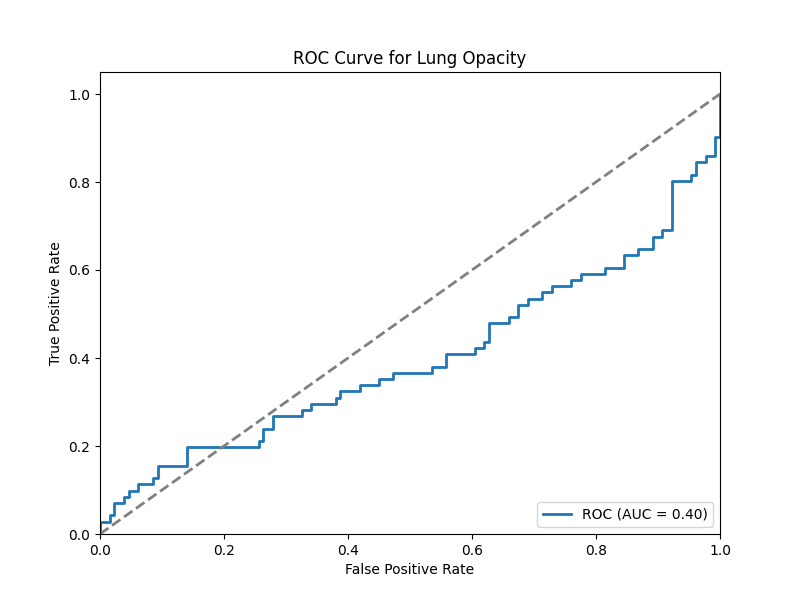 ROC Curve for Lung Opacity
True Positive Rate
1.0
0.8
0.6
0.4
0.2
0.0
ROC (AUC = 0.40)
0.0 0.2 0.4 0.6 0.8 1.0
False Positive Rate